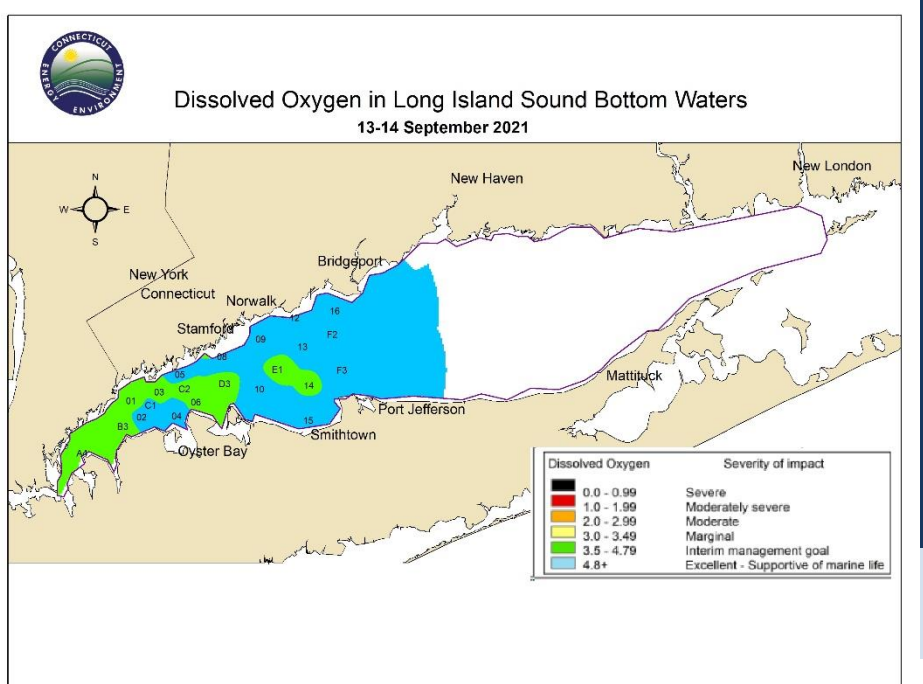 CONNECTICUT
ENERGY
ENVIRONMENT
Dissolved Oxygen in Long Island Sound Bottom Waters
13-14 September 2021
N
W
E
S
New London
New Haven
Bridgeport
New York
Connecticut
Norwalk
Stamford
16
12
F2
09
13
08
E1
F3
05
D3
14
03
C2
10
01
C1
06
02
04
15
B3
A4
Mattituck
Port Jefferson
Smithtown
Oyster Bay
Dissolved Oxygen Severity of impact
0.0 - 0.99 Severe
1.0 - 1.99 Moderately severe
2.0 - 2.99 Moderate
3.0 - 3.49 Marginal
3.5 - 4.79 Interim management goal
4.8+ Excellent - Supportive of marine life